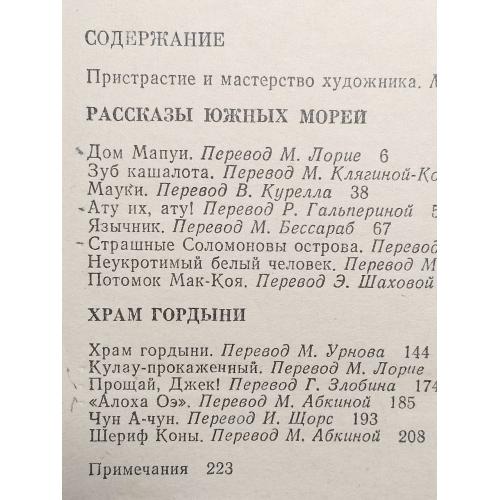 СОДЕРЖАНИЕ
Пристрастие и мастерство художника.
РАССКАЗЫ ЮЖНЫХ МОРЕЙ
Дом Мапуи. Перевод М. Лорие 6
Зуб кашалота. Перевод М. Клягиной-Ко
Мауки. Перевод В. Курелла 38
Ату их, ату! Перевод Р. Гальпериной
Язычник. Перевод М. Бессараб 67
Страшные Соломоновы острова. Перевод
Неукротимый белый человек. Перевод М
Потомок Мак-Коя. Перевод Э. Шаховой
ХРАМ ГОРДЫНИ
Храм гордыни. Перевод М. Урнова 144
Кулау-прокаженный. Перевод М. Лорие
Прощай, Джек! Перевод Г. Злобина 174
«Алоха Оэ». Перевод М. Абкиной 185
Чун А-чун. Перевод И. Щорс 193
Шериф Коны. Перевод М. Абкиной 208
Примечания 223